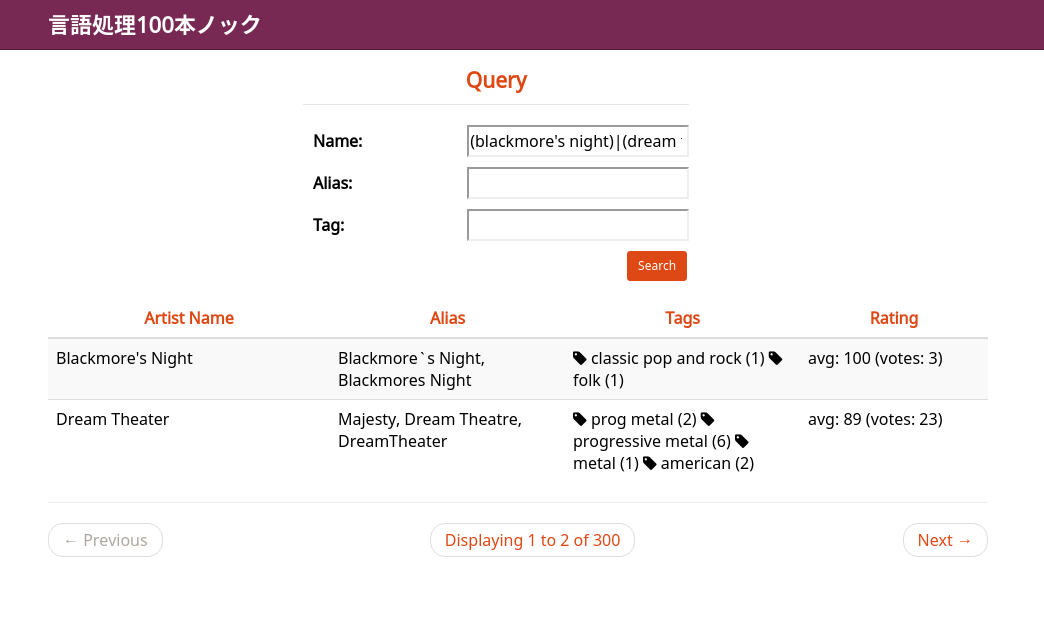 言語処理100本ノック
Query
Name:
(blackmore's night)|(dream
Alias:
Tag:
Search
Artist Name Alias Tags Rating
Blackmore's Night Blackmore`s Night, classic pop and rock (1) avg: 100 (votes: 3)
Blackmores Night folk (1)
Dream Theater Majesty, Dream Theatre, prog metal (2) avg: 89 (votes: 23)
DreamTheater progressive metal (6)
metal (1) american (2)
← Previous Displaying 1 to 2 of 300 Next →